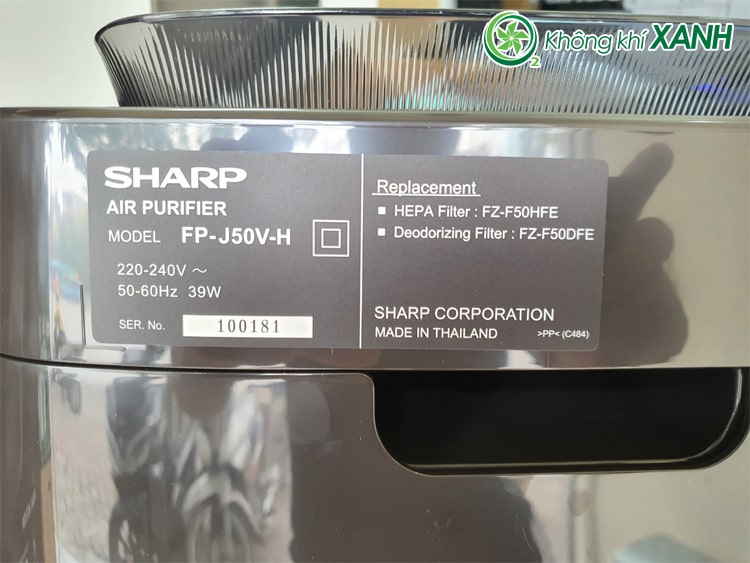 O2 Không khí XANH
SHARP
AIR PURIFIER
MODEL FP-J50V-H
220-240V ～
50-60Hz 39W
SER. No. 100181
Replacement
■ HEPA Filter : FZ-F50HFE
■ Deodorizing Filter : FZ-F50DFE
SHARP CORPORATION
MADE IN THAILAND >PP< (C484)